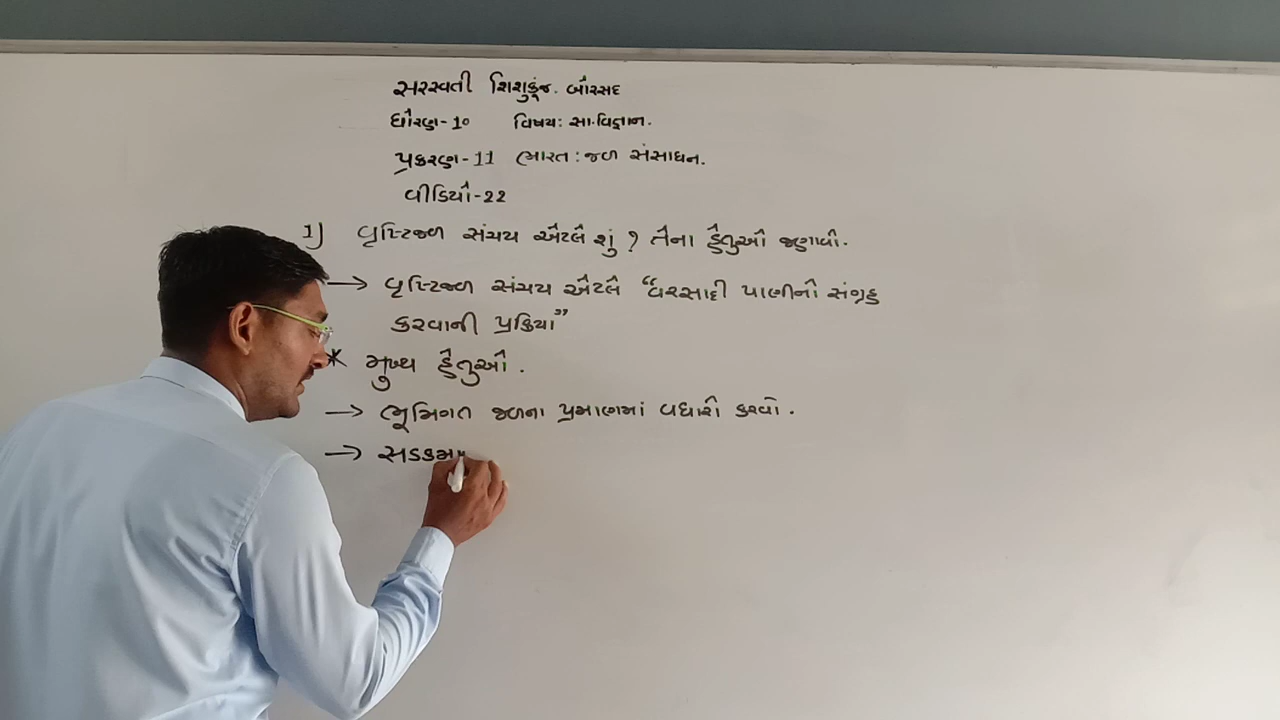 સરસ્વતી શિશુકુંજ. બોરસદ
ધોરણ-10 વિષય: સા.વિજ્ઞાન.
પ્રકરણ-11 ભારત: જળ સંસાધન.
વીડિયો-22
1) વૃષ્ટિજળ સંચય એટલે શું ? તેના હેતુઓ જણાવો.
→ વૃષ્ટિજળ સંચય એટલે “વરસાદી પાણીનો સંગ્રહ
કરવાની પ્રક્રિયા”
* મુખ્ય હેતુઓ.
→ ભૂમિગત જળના પ્રમાણમાં વધારો કરવો.
→ સડકમા